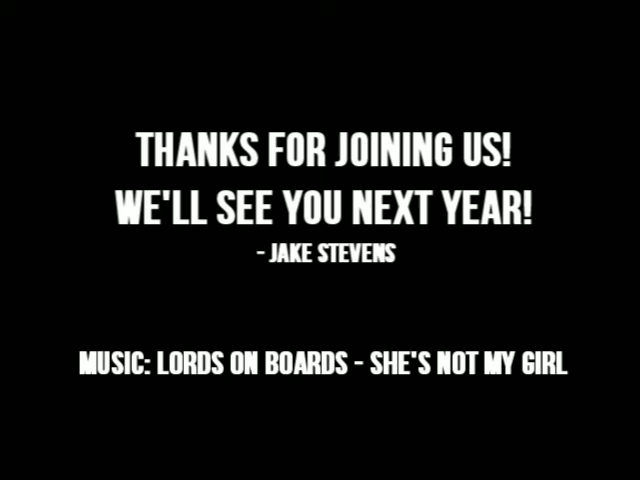 THANKS FOR JOINING US!
WE'LL SEE YOU NEXT YEAR!
- JAKE STEVENS
MUSIC: LORDS ON BOARDS - SHE'S NOT MY GIRL